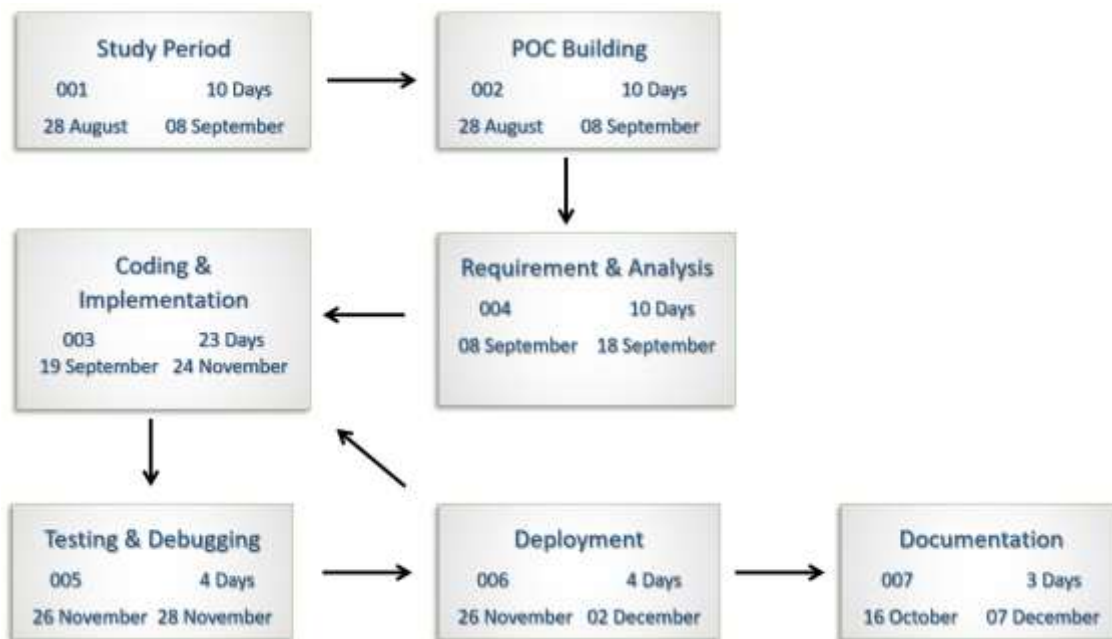 Study Period
001 10 Days
28 August 08 September
POC Building
002 10 Days
28 August 08 September
Coding &
Implementation
003 23 Days
19 September 24 November
Requirement & Analysis
004 10 Days
08 September 18 September
Testing & Debugging
005 4 Days
26 November 28 November
Deployment
006 4 Days
26 November 02 December
Documentation
007 3 Days
16 October 07 December